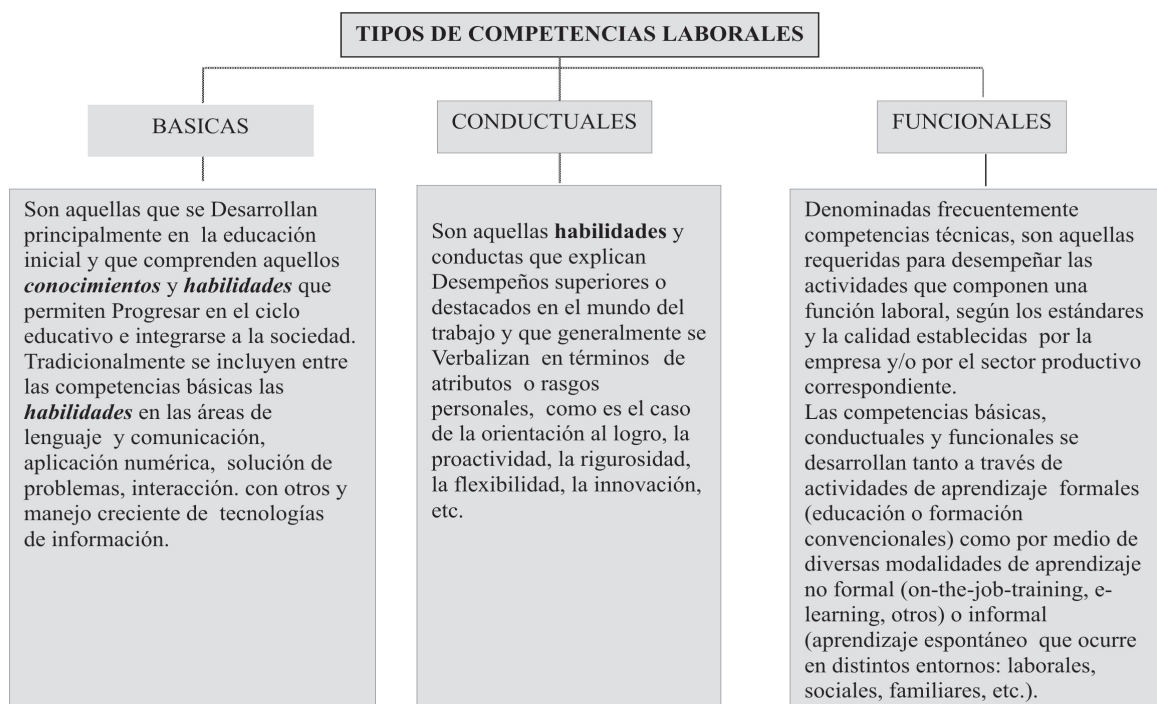 TIPOS DE COMPETENCIAS LABORALES
BASICAS
Son aquellas que se Desarrollan
principalmente en la educación
inicial y que comprenden aquellos
conocimientos y habilidades que
permiten Progresar en el ciclo
educativo e integrarse a la sociedad.
Tradicionalmente se incluyen entre
las competencias básicas las
habilidades en las áreas de
lenguaje y comunicación,
aplicación numérica, solución de
problemas, interacción. con otros y
manejo creciente de tecnologías
de información.
CONDUCTUALES
Son aquellas habilidades y
conductas que explican
Desempeños superiores o
destacados en el mundo del
trabajo y que generalmente se
Verbalizan en términos de
atributos o rasgos
personales, como es el caso
de la orientación al logro, la
proactividad, la rigurosidad,
la flexibilidad, la innovación,
etc.
FUNCIONALES
Denominadas frecuentemente
competencias técnicas, son aquellas
requeridas para desempeñar las
actividades que componen una
función laboral, según los estándares
y la calidad establecidas por la
empresa y/o por el sector productivo
correspondiente.
Las competencias básicas,
conductuales y funcionales se
desarrollan tanto a través de
actividades de aprendizaje formales
(educación o formación
convencionales) como por medio de
diversas modalidades de aprendizaje
no formal (on-the-job-training, e-
learning, otros) o informal
(aprendizaje espontáneo que ocurre
en distintos entornos: laborales,
sociales, familiares, etc.).